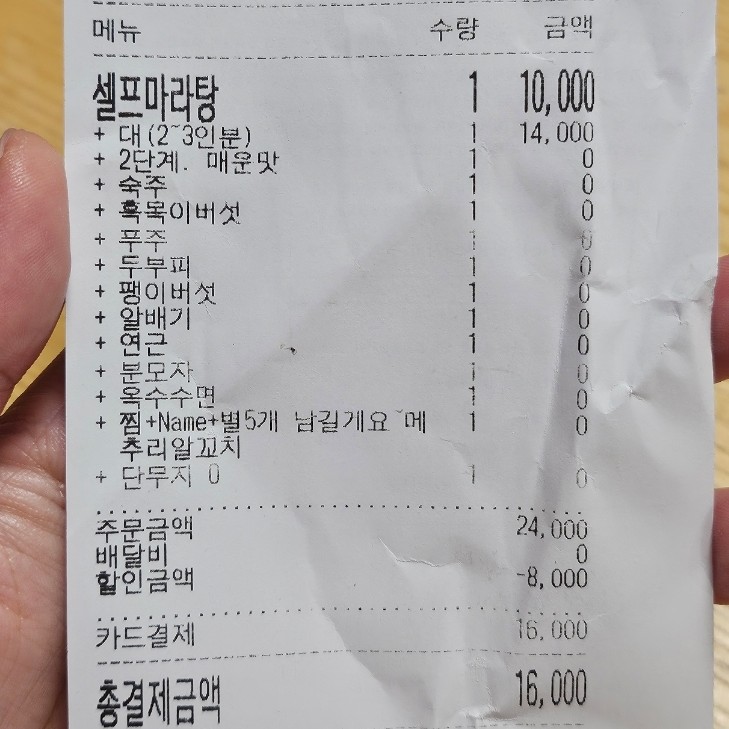 메뉴 수량 금액
셀프마라탕 1 10,000
+ 대(2~3인분) 1 14,000
+ 2단계. 매운맛 1 0
+ 숙주 1 0
+ 흑목이버섯 1 0
+ 푸주 1 0
+ 두부피 1 0
+ 팽이버섯 1 0
+ 알배기 1 0
+ 연근 1 0
+ 분모자 1 0
+ 옥수수면 1 0
+ 찜+Name+별5개 남길게요~메 1 0
추리알꼬치
+ 단무지 0 1 0
주문금액 24,000
배달비 0
할인금액 -8,000
카드결제 16,000
총결제금액 16,000